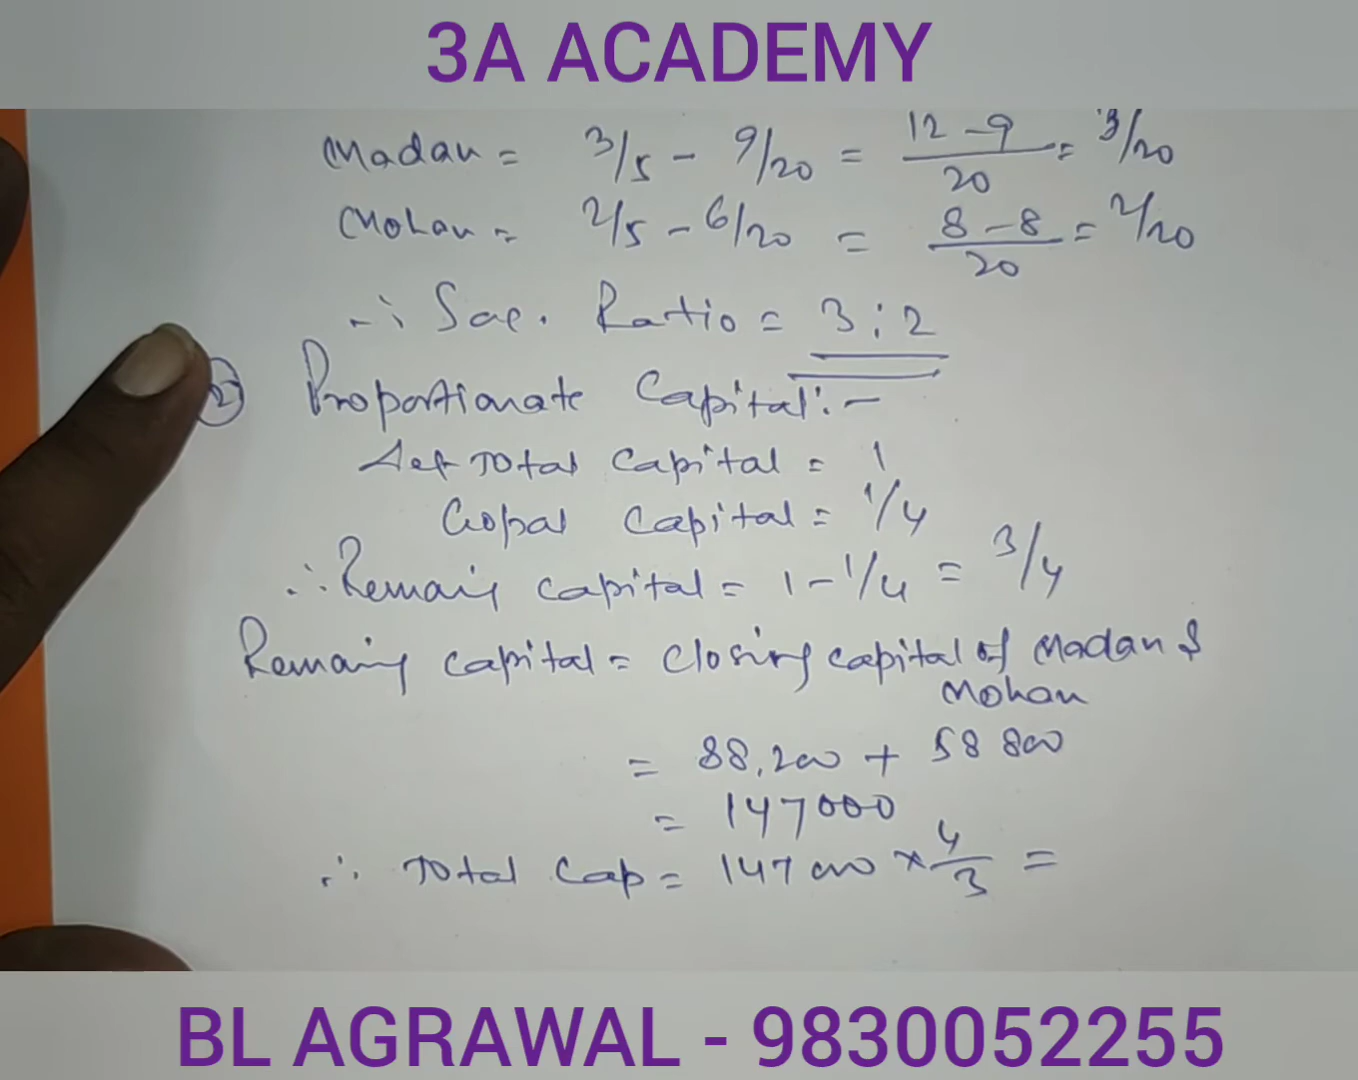 3A ACADEMY
Madan = 3/5 - 9/20 = 12-9/20 = 3/20
Mohan = 2/5 - 6/20 = 8-8/20 = 2/20
∴ Sac. Ratio = 3:2
2 Proportionate Capital:-
Let Total Capital = 1
Gopal Capital = 1/4
∴ Remaig capital = 1-1/4 = 3/4
Remaing capital = closing capital of Madan &
Mohan
= 88,200 + 58 800
= 147000
∴ Total Cap = 147 000 × 4/3 =
BL AGRAWAL - 9830052255